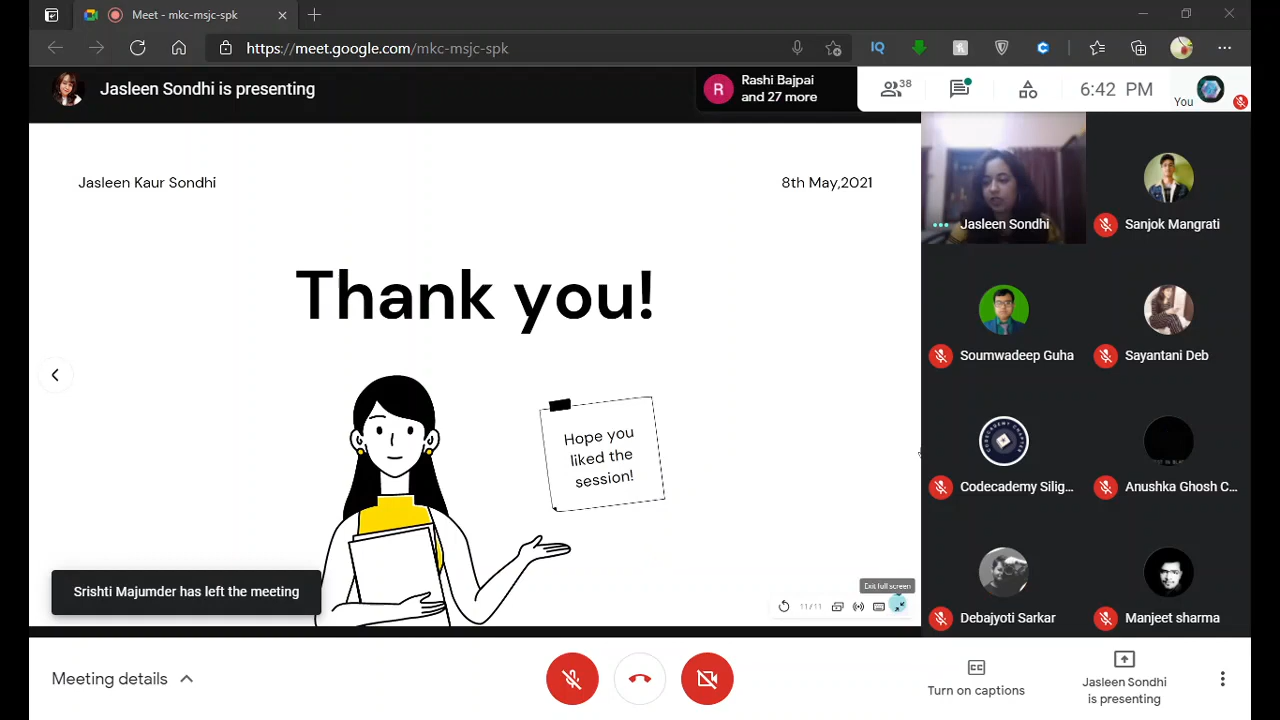 Meet - mkc-msjc-spk
https://meet.google.com/mkc-msjc-spk
IQ
Jasleen Sondhi is presenting
R
Rashi Bajpai
and 27 more
38
6:42 PM
You
Jasleen Kaur Sondhi
8th May,2021
Thank you!
Hope you
liked the
session!
Srishti Majumder has left the meeting
Exit full screen
11/11
Jasleen Sondhi
Sanjok Mangrati
Soumwadeep Guha
Sayantani Deb
Codecademy Silig...
Anushka Ghosh C...
Debajyoti Sarkar
Manjeet sharma
Meeting details
Turn on captions
Jasleen Sondhi
is presenting